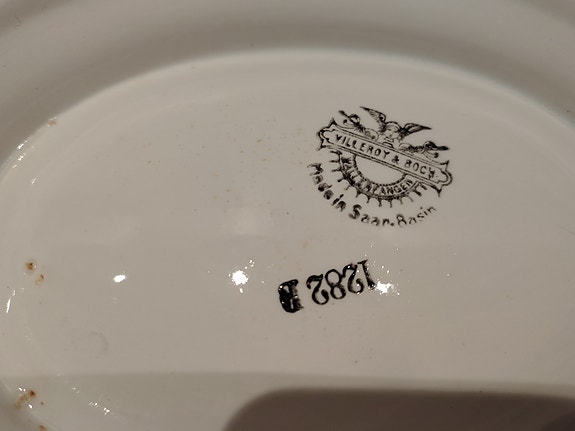 VILLEROY & BOCH
WALLERFANGEN
Made in Saar-Basin
1282